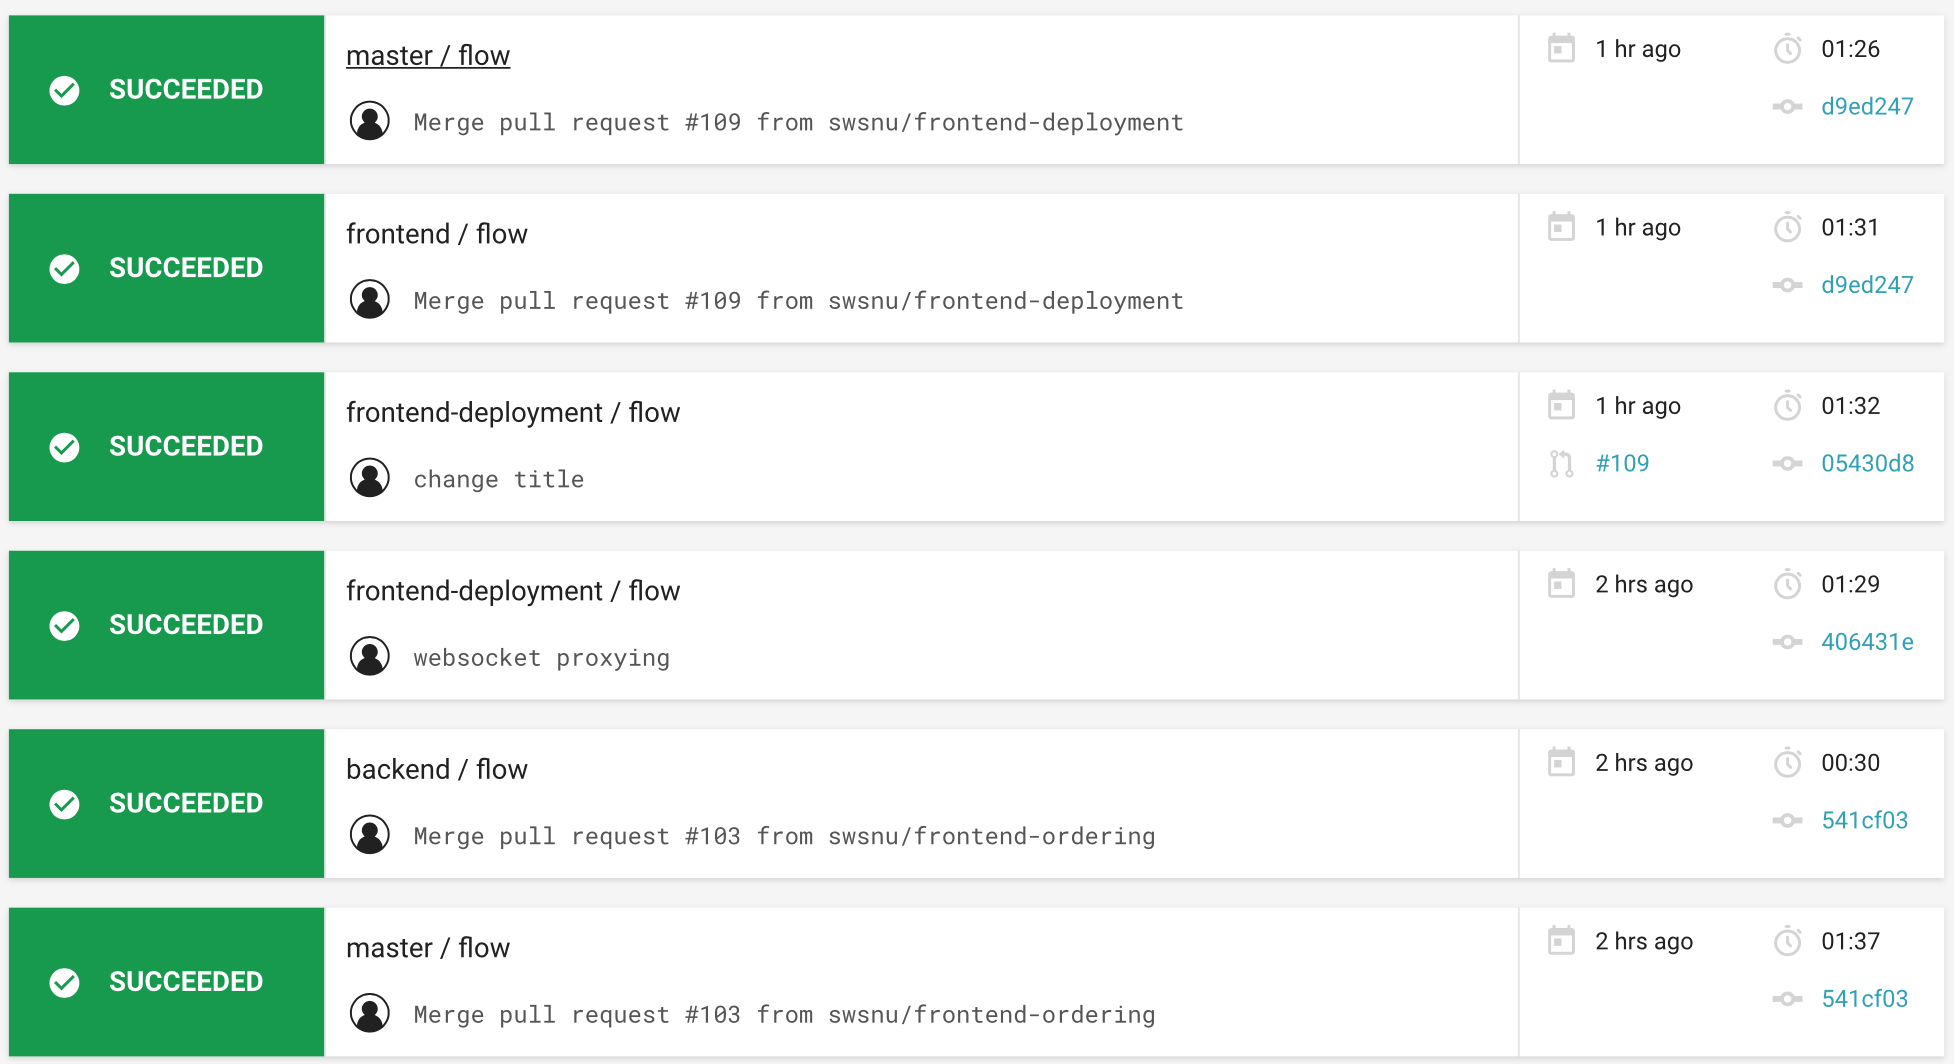 SUCCEEDED
master / flow
Merge pull request #109 from swsnu/frontend-deployment
1 hr ago
01:26
d9ed247
SUCCEEDED
frontend / flow
Merge pull request #109 from swsnu/frontend-deployment
1 hr ago
01:31
d9ed247
SUCCEEDED
frontend-deployment / flow
change title
1 hr ago
01:32
#109
05430d8
SUCCEEDED
frontend-deployment / flow
websocket proxying
2 hrs ago
01:29
406431e
SUCCEEDED
backend / flow
Merge pull request #103 from swsnu/frontend-ordering
2 hrs ago
00:30
541cf03
SUCCEEDED
master / flow
Merge pull request #103 from swsnu/frontend-ordering
2 hrs ago
01:37
541cf03